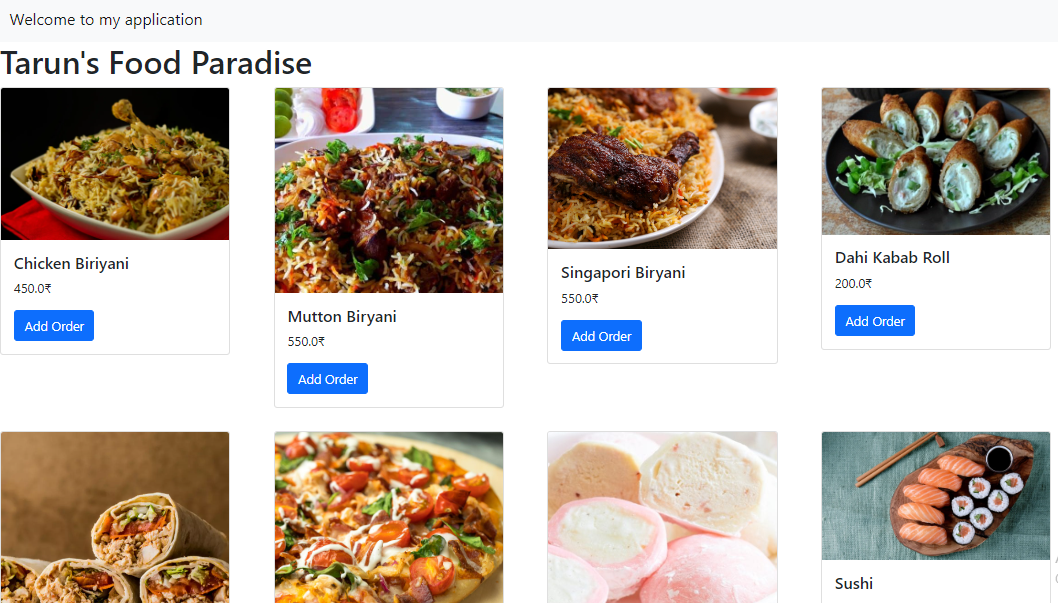 Welcome to my application
Tarun's Food Paradise
Chicken Biriyani
450.0₹
Add Order
Mutton Biryani
550.0₹
Add Order
Singapori Biryani
550.0₹
Add Order
Dahi Kabab Roll
200.0₹
Add Order
Sushi